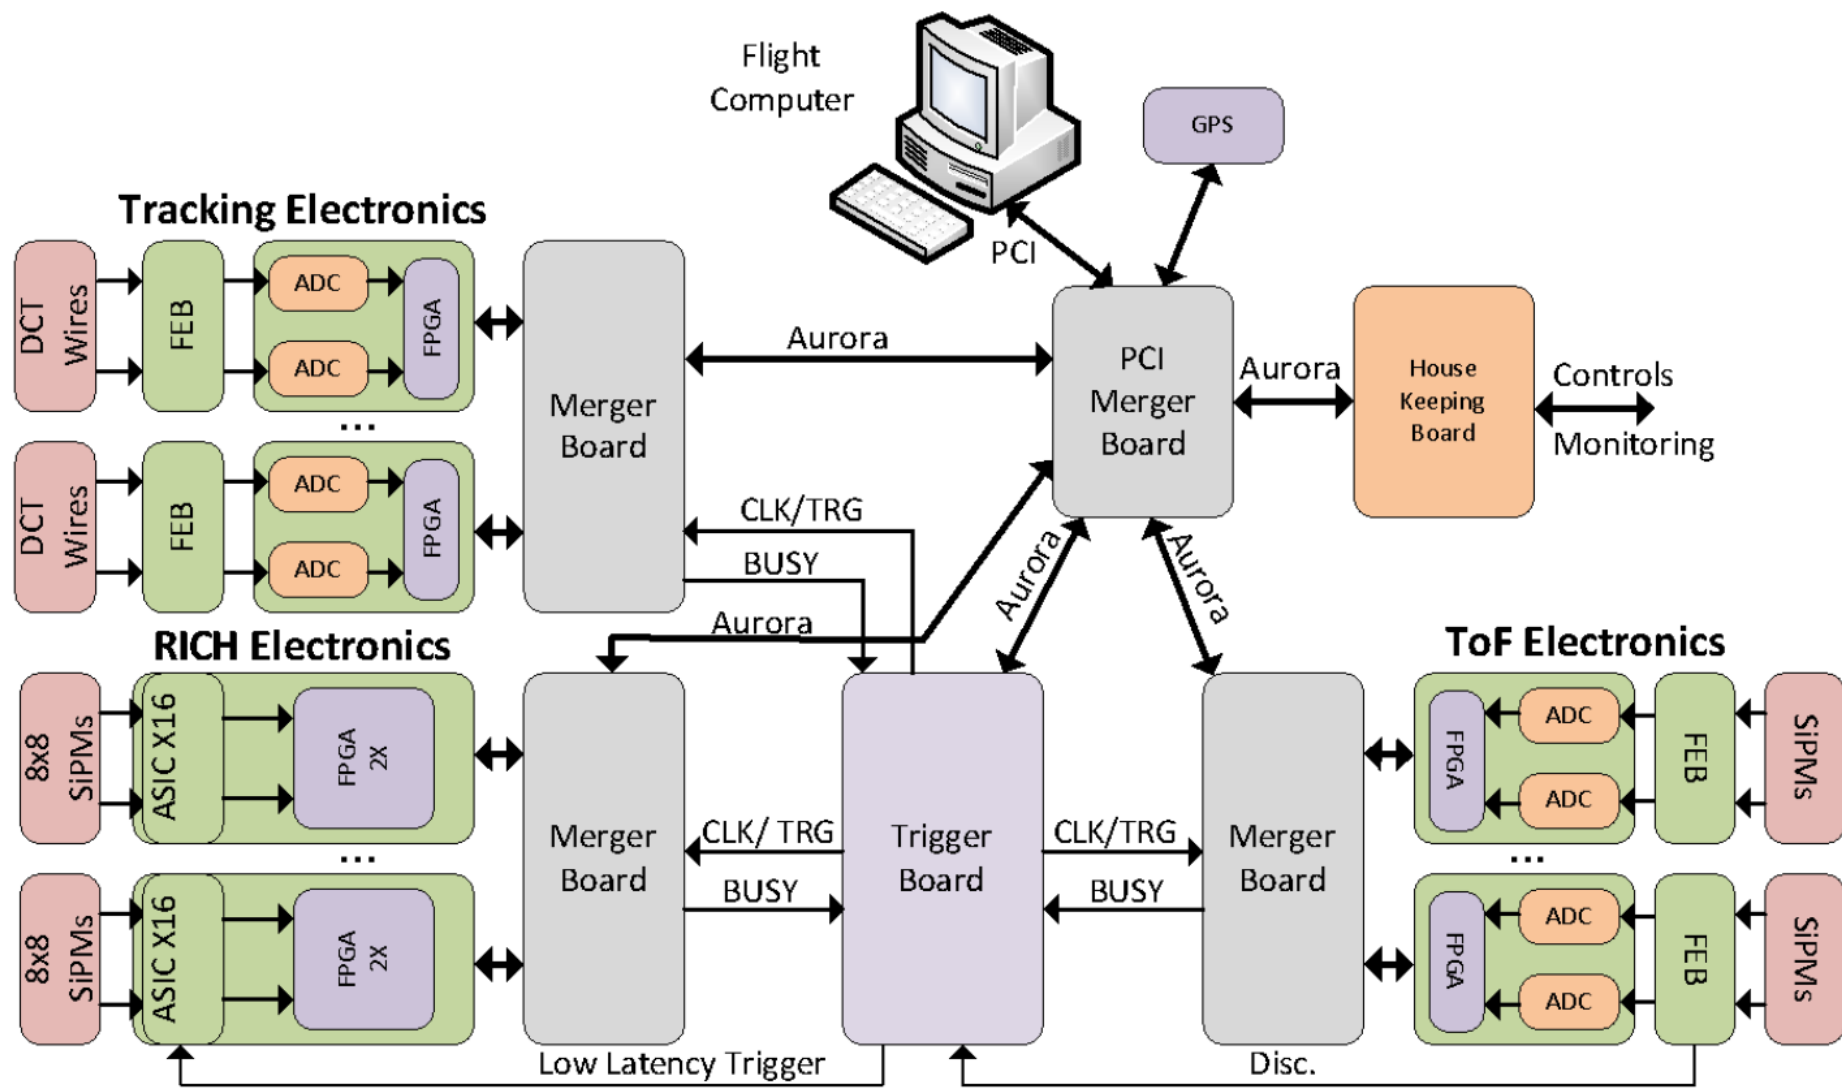 Flight
Computer
GPS
PCI
Tracking Electronics
DCT
Wires
FEB
ADC
ADC
FPGA
...
DCT
Wires
FEB
ADC
ADC
FPGA
Merger
Board
Aurora
CLK/TRG
BUSY
Aurora
PCI
Merger
Board
Aurora
House
Keeping
Board
Controls
Monitoring
Aurora
Aurora
RICH Electronics
8x8
SiPMs
ASIC X16
FPGA
2X
...
8x8
SiPMs
ASIC X16
FPGA
2X
Merger
Board
CLK/ TRG
BUSY
Trigger
Board
CLK/TRG
BUSY
Merger
Board
ToF Electronics
FPGA
ADC
ADC
FEB
SiPMs
...
FPGA
ADC
ADC
FEB
SiPMs
Low Latency Trigger
Disc.